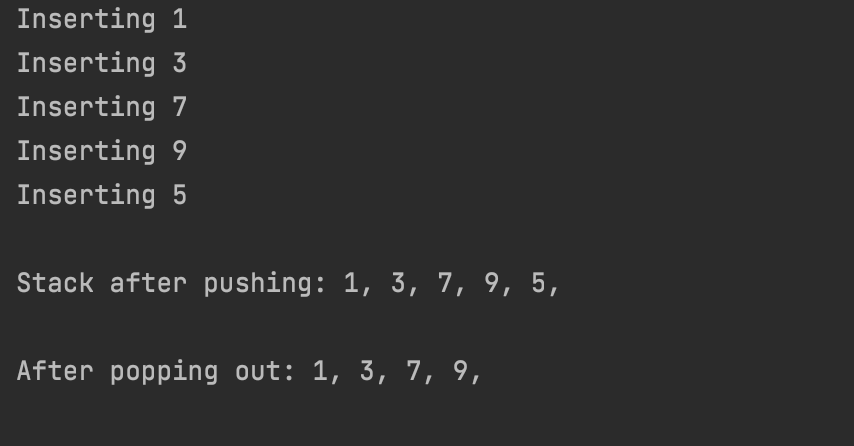 Inserting 1
Inserting 3
Inserting 7
Inserting 9
Inserting 5
Stack after pushing: 1, 3, 7, 9, 5,
After popping out: 1, 3, 7, 9,